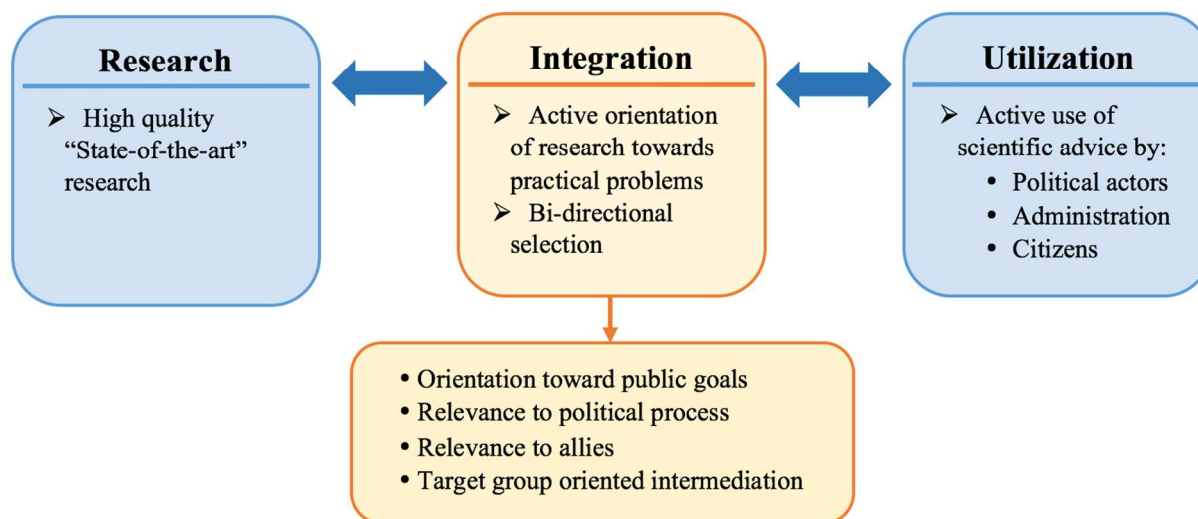 Research
➢ High quality
“State-of-the-art”
research
Integration
➢ Active orientation
of research towards
practical problems
➢ Bi-directional
selection
Utilization
➢ Active use of
scientific advice by:
• Political actors
• Administration
• Citizens
• Orientation toward public goals
• Relevance to political process
• Relevance to allies
• Target group oriented intermediation